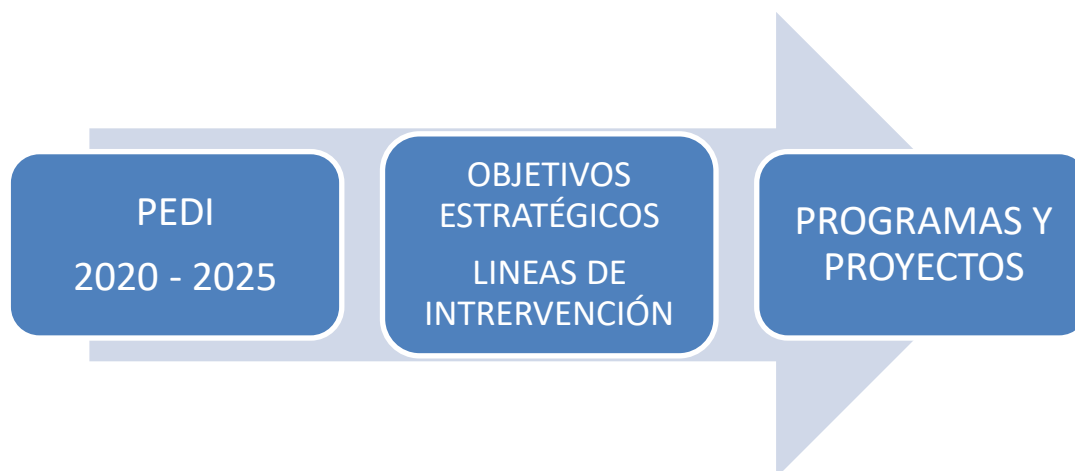 PEDI
2020 - 2025
OBJETIVOS
ESTRATÉGICOS
LINEAS DE
INTRERVENCIÓN
PROGRAMAS Y
PROYECTOS